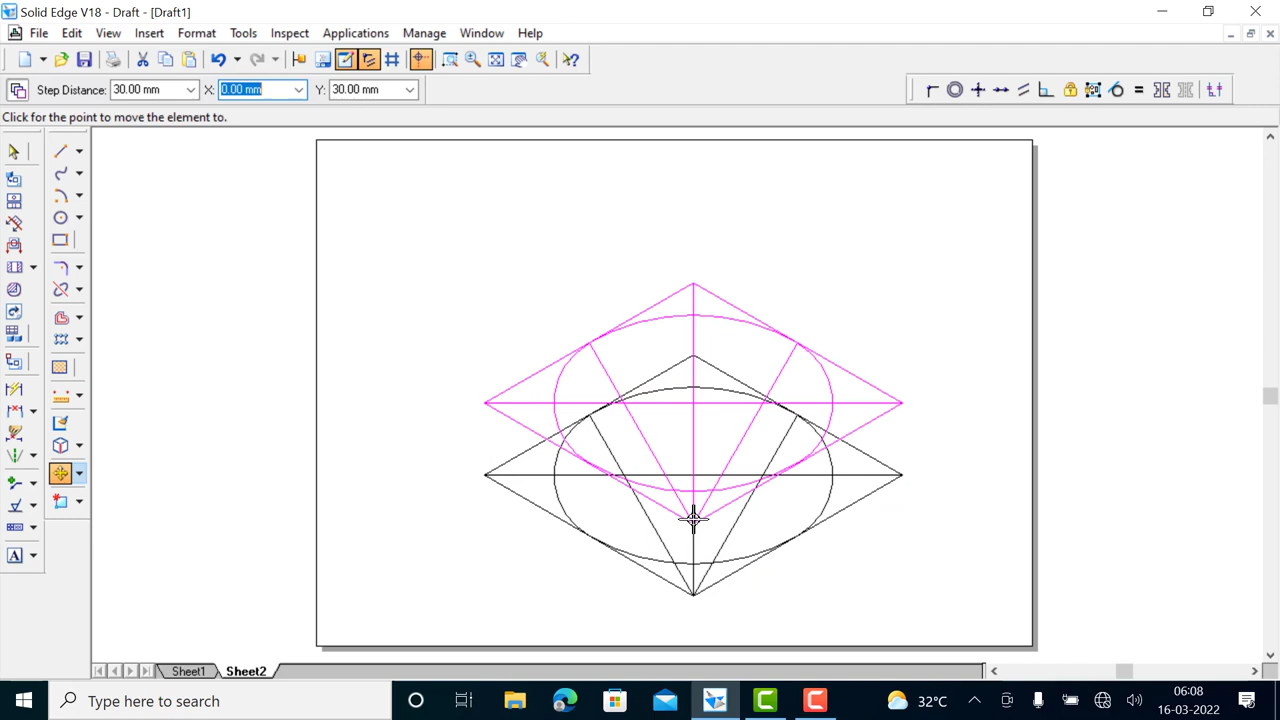 Solid Edge V18 - Draft - [Draft1]
File Edit View Insert Format Tools Inspect Applications Manage Window Help
Step Distance: 30.00 mm X: 0.00 mm Y: 30.00 mm
Click for the point to move the element to.
A
Sheet1 Sheet2
Type here to search
32°C
06:08
16-03-2022